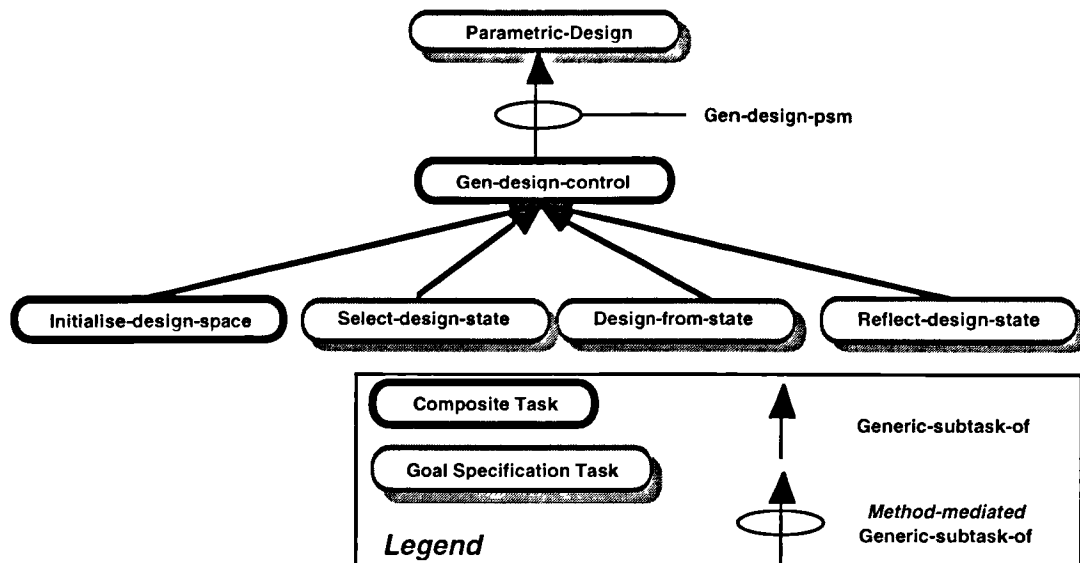 Parametric-Design
Gen-design-psm
Gen-design-control
Initialise-design-space
Select-design-state
Design-from-state
Reflect-design-state
Composite Task
Generic-subtask-of
Goal Specification Task
Method-mediated
Generic-subtask-of
Legend